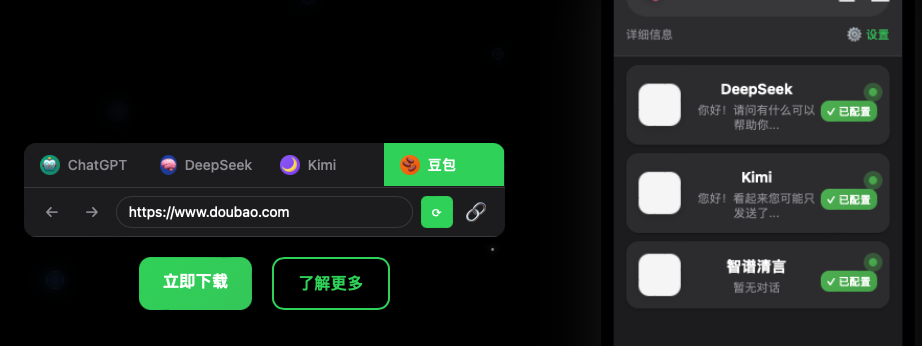 ChatGPT
DeepSeek
Kimi
豆包
https://www.doubao.com
立即下载
了解更多
详细信息
设置
DeepSeek
你好！请问有什么可以
帮助你...
✓ 已配置
Kimi
您好！看起来您可能只
发送了...
✓ 已配置
智谱清言
暂无对话
✓ 已配置